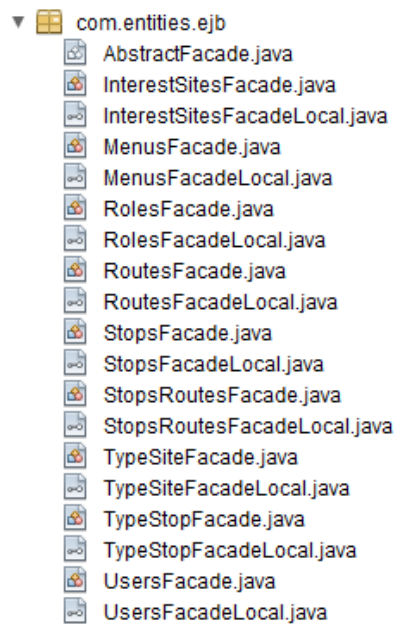 com.entities.ejb
AbstractFacade.java
InterestSitesFacade.java
InterestSitesFacadeLocal.java
MenusFacade.java
MenusFacadeLocal.java
RolesFacade.java
RolesFacadeLocal.java
RoutesFacade.java
RoutesFacadeLocal.java
StopsFacade.java
StopsFacadeLocal.java
StopsRoutesFacade.java
StopsRoutesFacadeLocal.java
TypeSiteFacade.java
TypeSiteFacadeLocal.java
TypeStopFacade.java
TypeStopFacadeLocal.java
UsersFacade.java
UsersFacadeLocal.java